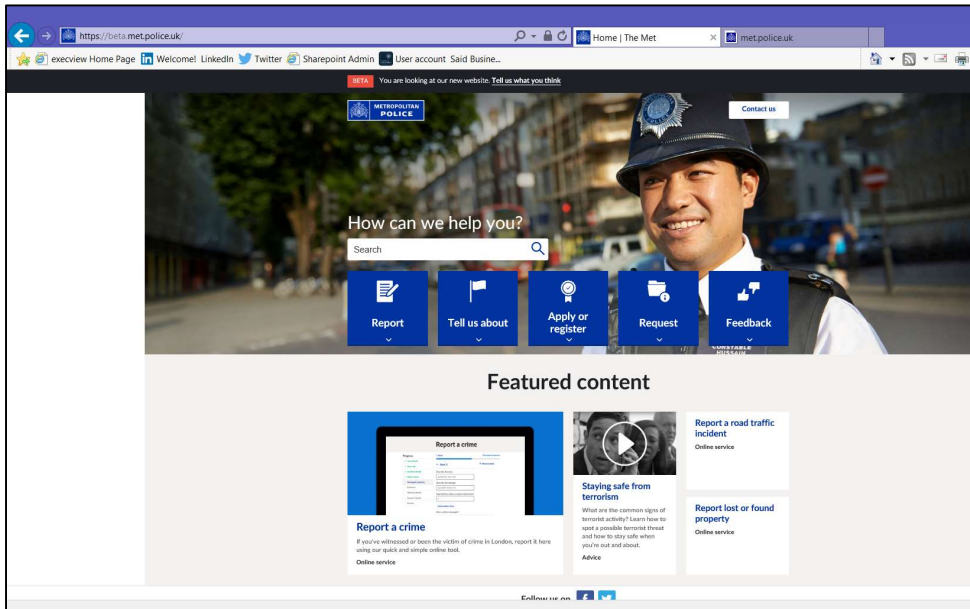 https://beta.met.police.uk/
Home | The Met
met.police.uk
execview Home Page
Welcome! LinkedIn
Twitter
Sharepoint Admin
User account Said Busine...
BETA
You are looking at our new website. Tell us what you think
METROPOLITAN
POLICE
Contact us
How can we help you?
Search
Report
Tell us about
Apply or
register
Request
Feedback
CONSTABLE
HUSSAIN
Featured content
Report a crime
Report a crime
If you've witnessed or been the victim of crime in London, report it here
using our quick and simple online tool.
Online service
Staying safe from
terrorism
What are the common signs of
terrorist activity? Learn how to
spot a possible terrorist threat
and how to stay safe when
you're out and about.
Advice
Report a road traffic
incident
Online service
Report lost or found
property
Online service
Follow us on